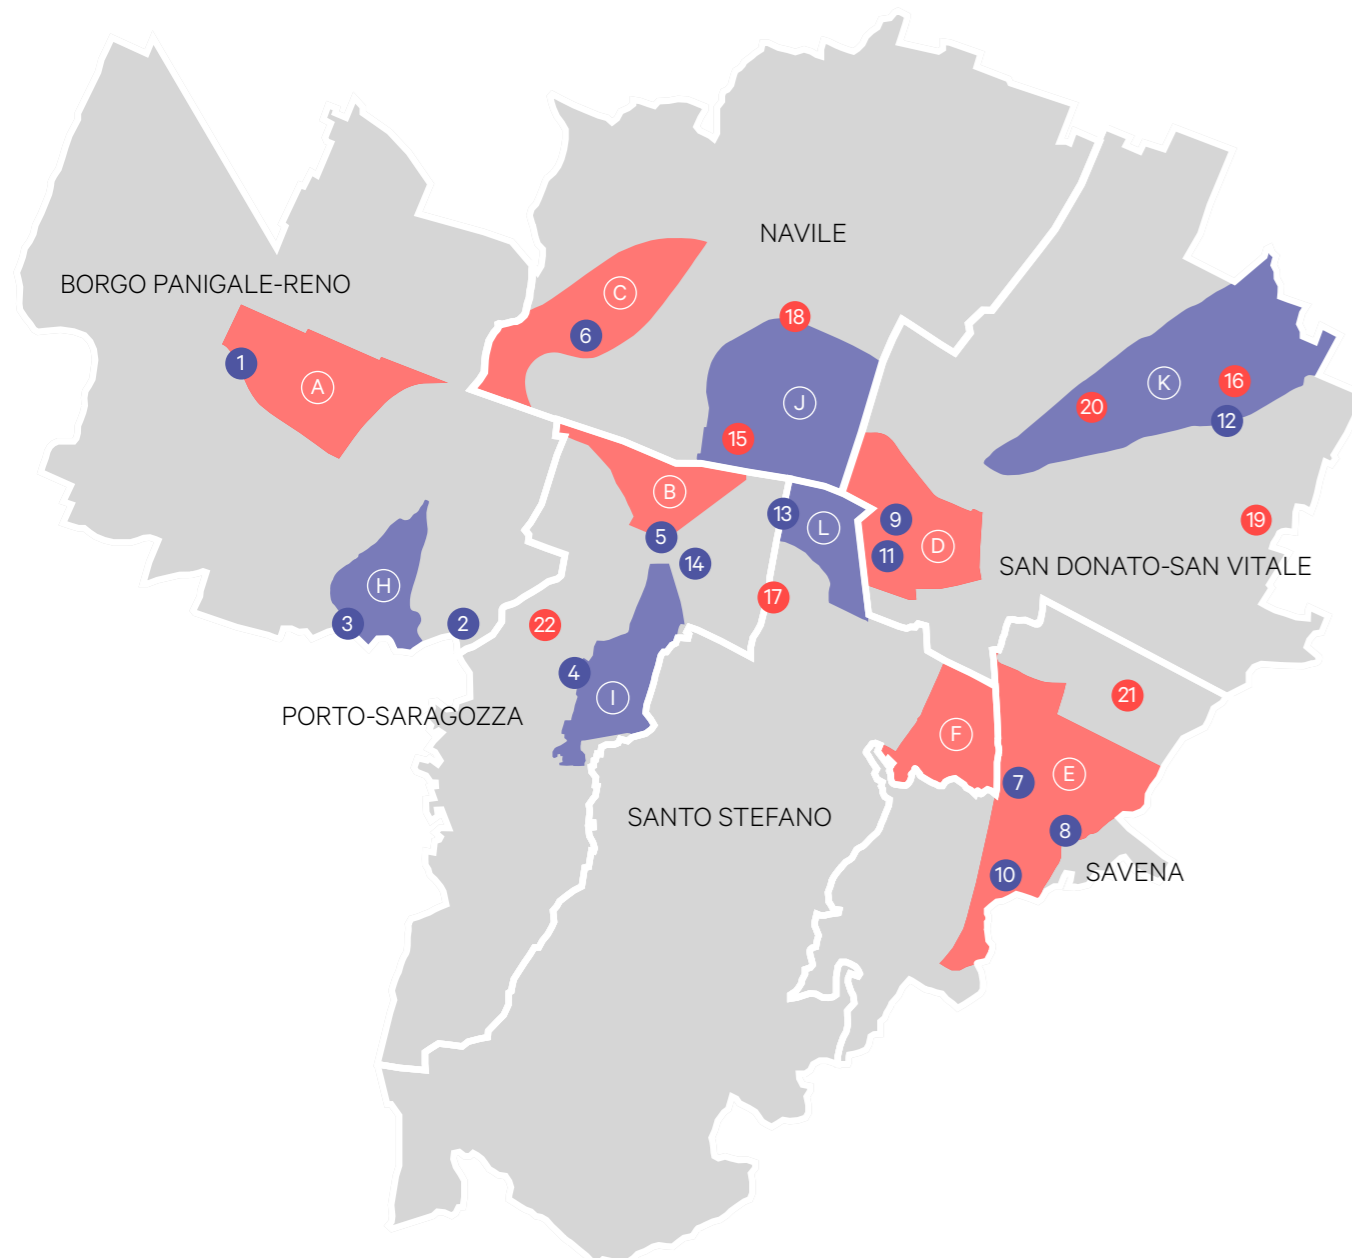 NAVILE
BORGO PANIGALE-RENO
C
18
6
1
A
K
16
J
20
12
15
B
13
L
9
19
5
D
11
14
SAN DONATO-SAN VITALE
H
17
3
2
22
4
I
21
PORTO-SARAGOZZA
F
E
7
SANTO STEFANO
8
10
SAVENA